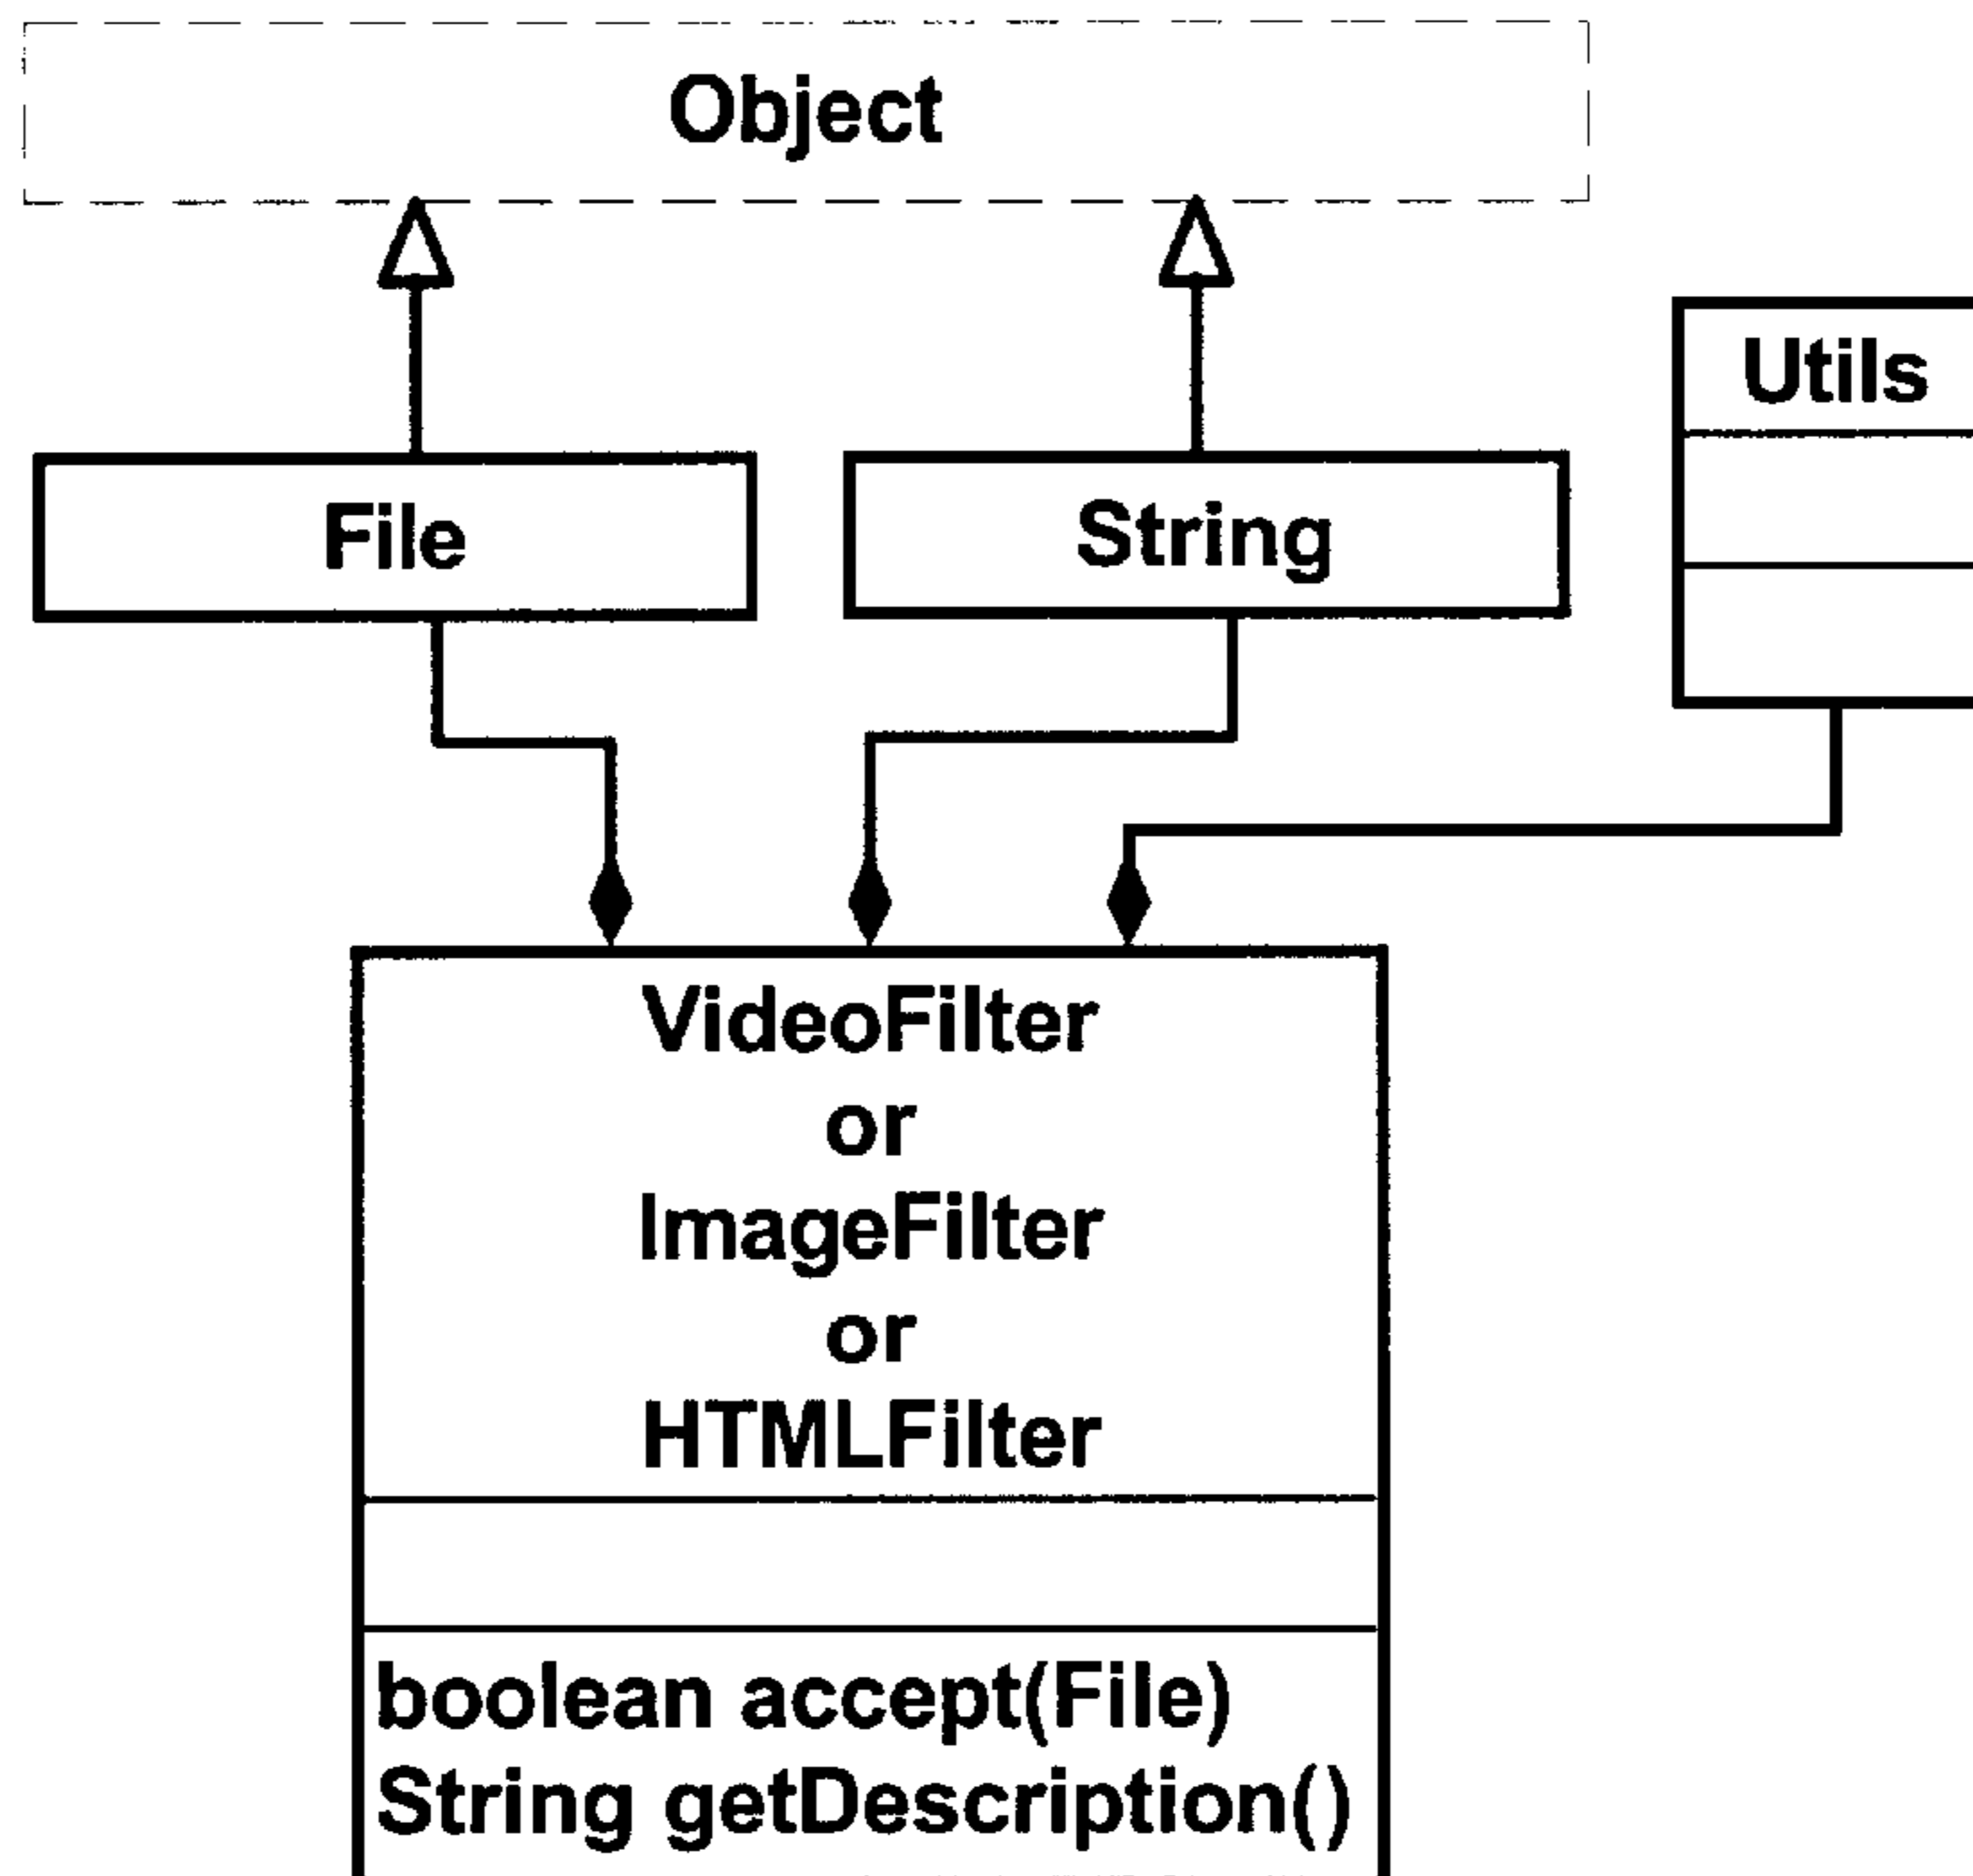 Object
Utils
File
String
VideoFilter
or
ImageFilter
or
HTMLFilter
boolean accept(File)
String getDescription()